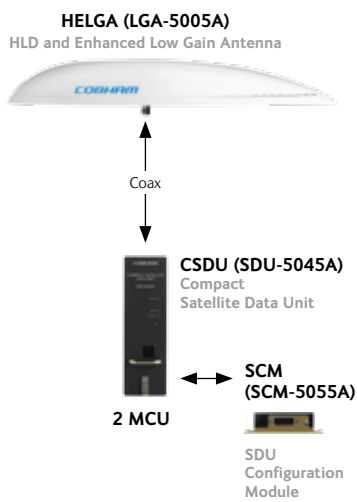 HELGA (LGA-5005A)
HLD and Enhanced Low Gain Antenna
COBHAM
Coax
CSDU (SDU-5045A)
Compact
Satellite Data Unit
2 MCU
SCM
(SCM-5055A)
SDU
Configuration
Module